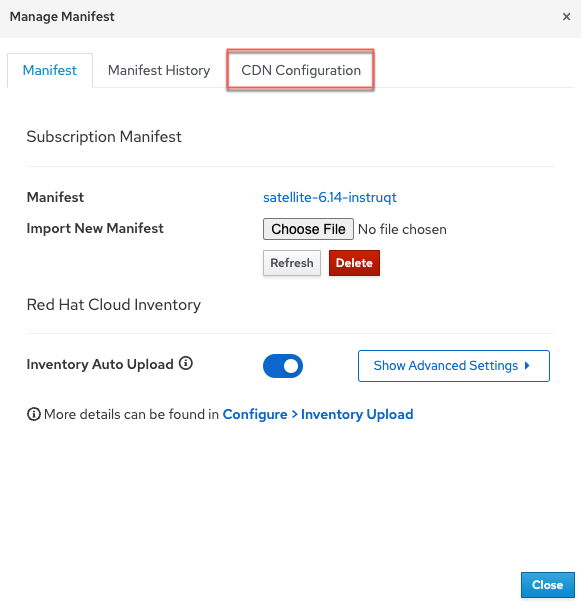 Manage Manifest ×
Manifest Manifest History CDN Configuration
Subscription Manifest
Manifest satellite-6.14-instruqt
Import New Manifest Choose File No file chosen
Refresh Delete
Red Hat Cloud Inventory
Inventory Auto Upload Show Advanced Settings
More details can be found in Configure > Inventory Upload
Close